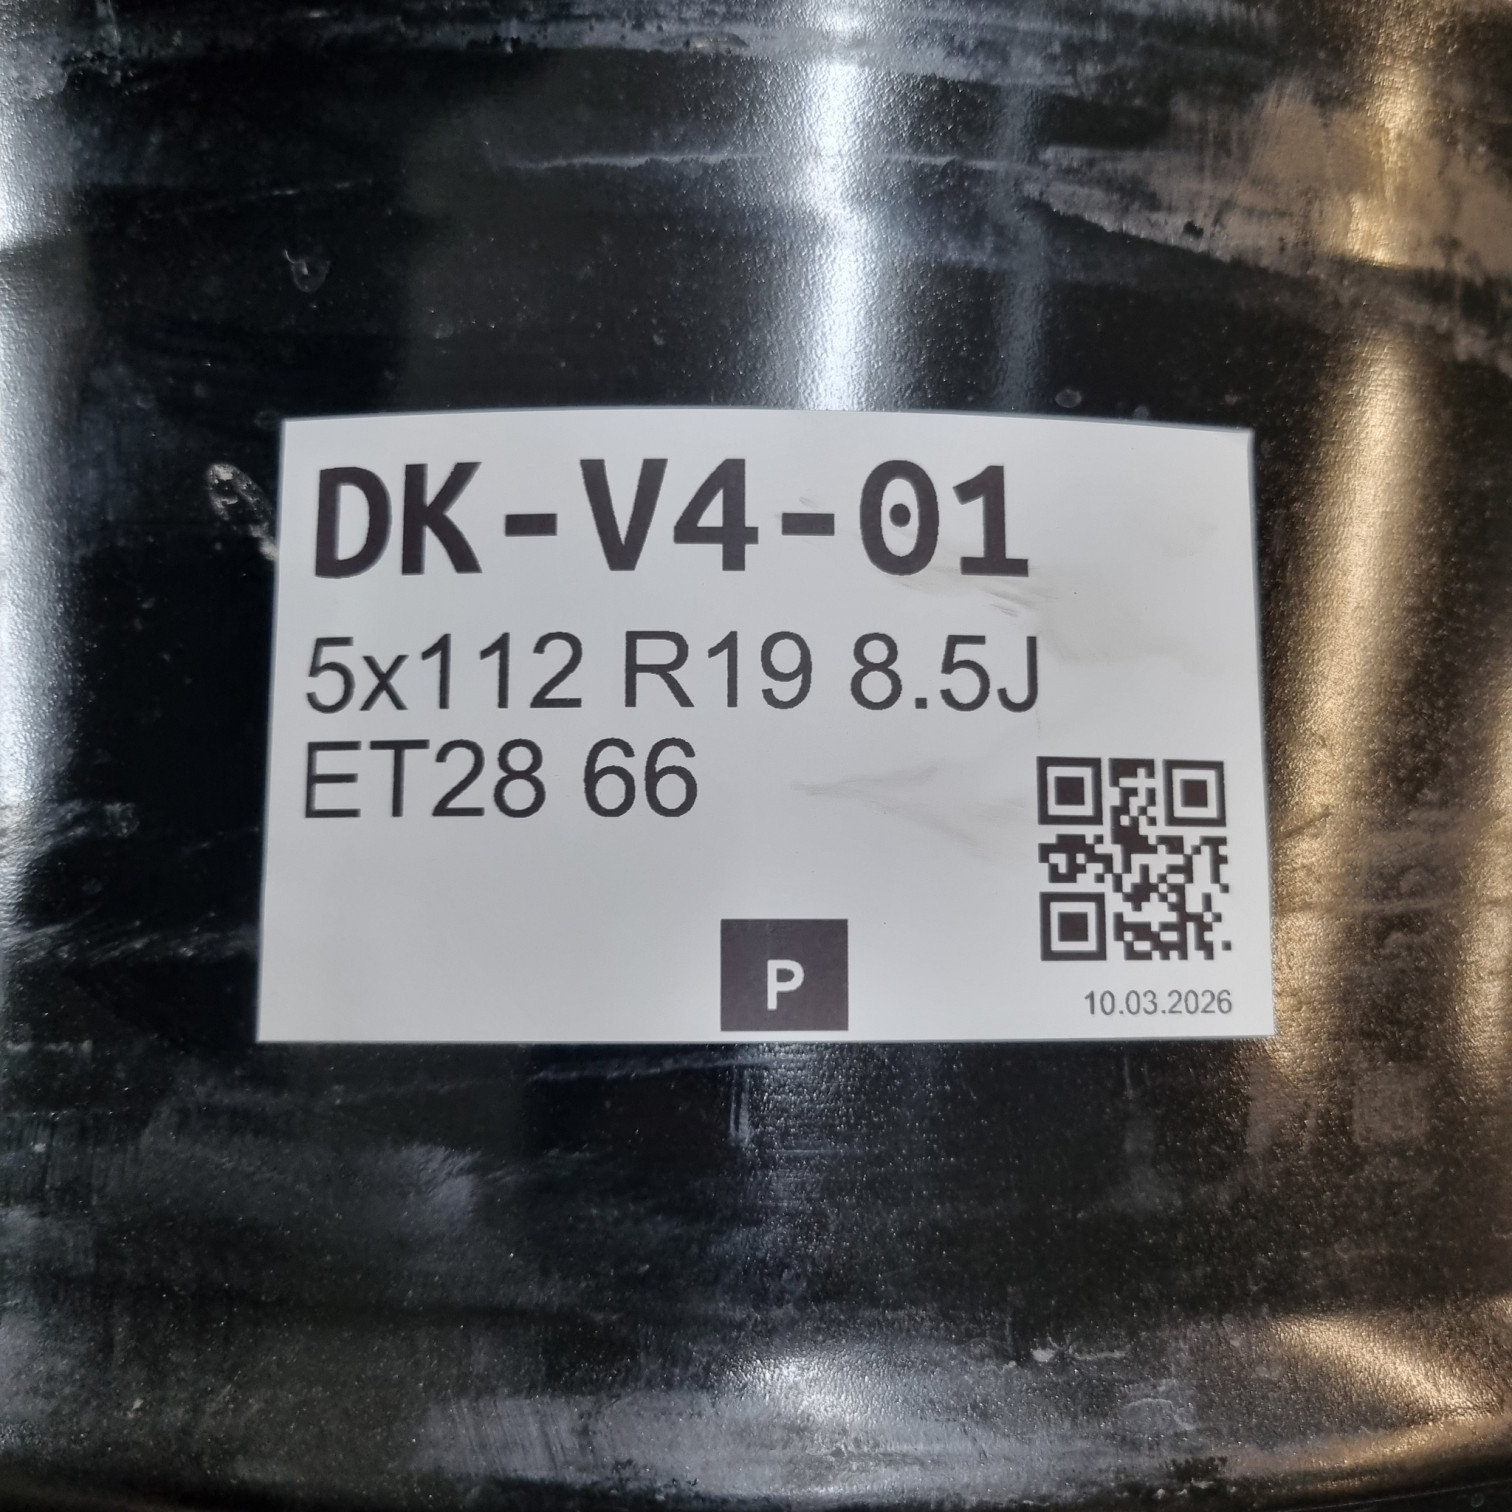 DK-V4-01
5x112 R19 8.5J
ET28 66
P
10.03.2026